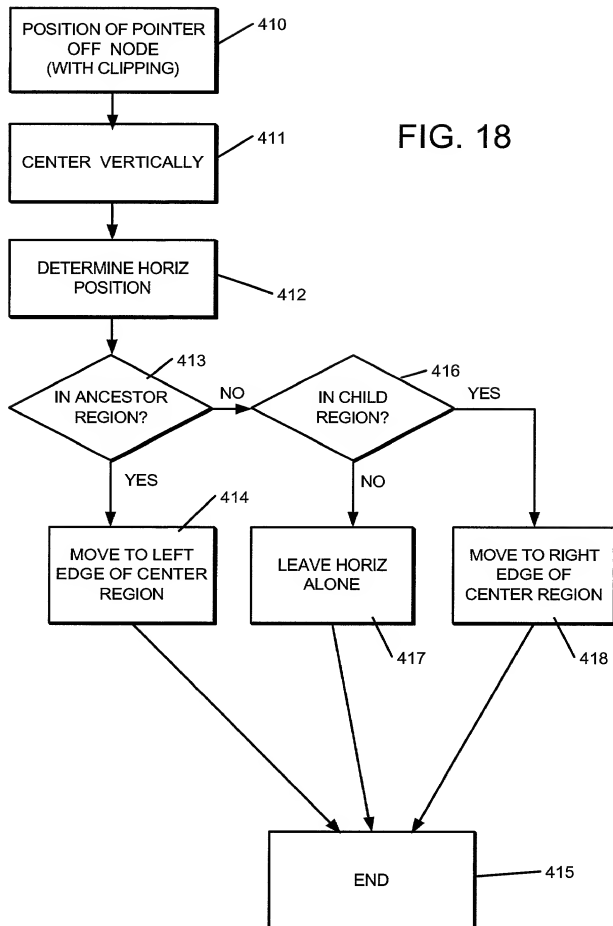 POSITION OF POINTER
OFF NODE
(WITH CLIPPING)
410
FIG. 18
CENTER VERTICALLY
411
DETERMINE HORIZ
POSITION
412
IN ANCESTOR
REGION?
413
NO
IN CHILD
REGION?
416
YES
YES
NO
MOVE TO LEFT
EDGE OF CENTER
REGION
414
LEAVE HORIZ
ALONE
417
MOVE TO RIGHT
EDGE OF
CENTER REGION
418
END
415